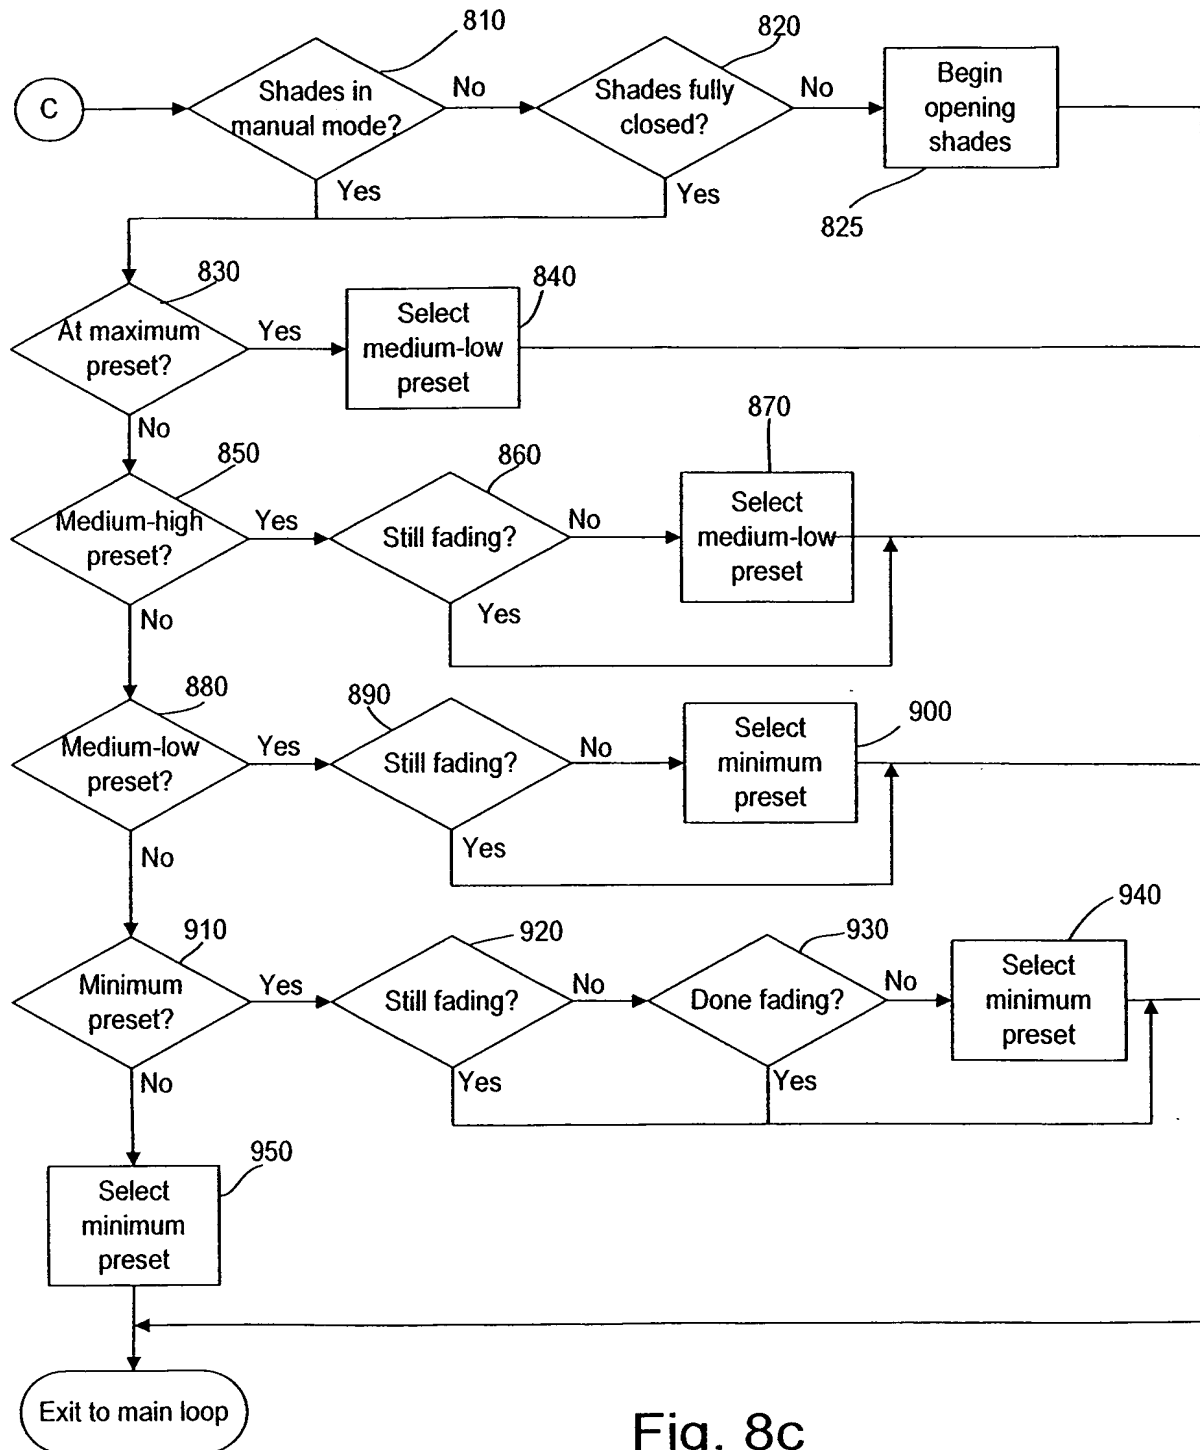 810
820
C
Shades in
manual mode?
No
Shades fully
closed?
No
Begin
opening
shades
Yes
Yes
825
830
At maximum
preset?
Yes
Select
medium-low
preset
840
No
850
Medium-high
preset?
Yes
860
Still fading?
No
870
Select
medium-low
preset
Yes
No
880
Medium-low
preset?
Yes
890
Still fading?
No
Select
minimum
preset
900
Yes
No
910
Minimum
preset?
Yes
920
Still fading?
No
930
Done fading?
No
940
Select
minimum
preset
Yes
Yes
No
950
Select
minimum
preset
Exit to main loop
Fig. 8c